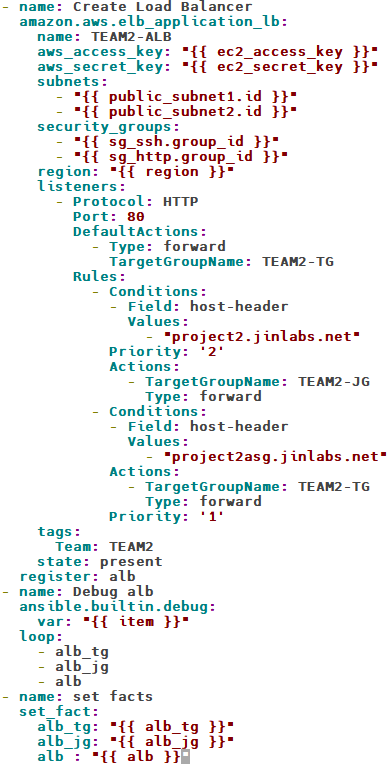 - name: Create Load Balancer
  amazon.aws.elb_application_lb:
    name: TEAM2-ALB
    aws_access_key: "{{ ec2_access_key }}"
    aws_secret_key: "{{ ec2_secret_key }}"
    subnets:
      - "{{ public_subnet1.id }}"
      - "{{ public_subnet2.id }}"
    security_groups:
      - "{{ sg_ssh.group_id }}"
      - "{{ sg_http.group_id }}"
    region: "{{ region }}"
    listeners:
      - Protocol: HTTP
        Port: 80
        DefaultActions:
          - Type: forward
            TargetGroupName: TEAM2-TG
        Rules:
          - Conditions:
              - Field: host-header
                Values:
                  - "project2.jinlabs.net"
            Priority: '2'
            Actions:
              - TargetGroupName: TEAM2-JG
                Type: forward
          - Conditions:
              - Field: host-header
                Values:
                  - "project2asg.jinlabs.net"
            Actions:
              - TargetGroupName: TEAM2-TG
                Type: forward
            Priority: '1'
    tags:
      Team: TEAM2
    state: present
  register: alb
- name: Debug alb
  ansible.builtin.debug:
    var: "{{ item }}"
  loop:
    - alb_tg
    - alb_jg
    - alb
- name: set facts
  set_fact:
    alb_tg: "{{ alb_tg }}"
    alb_jg: "{{ alb_jg }}"
    alb : "{{ alb }}"